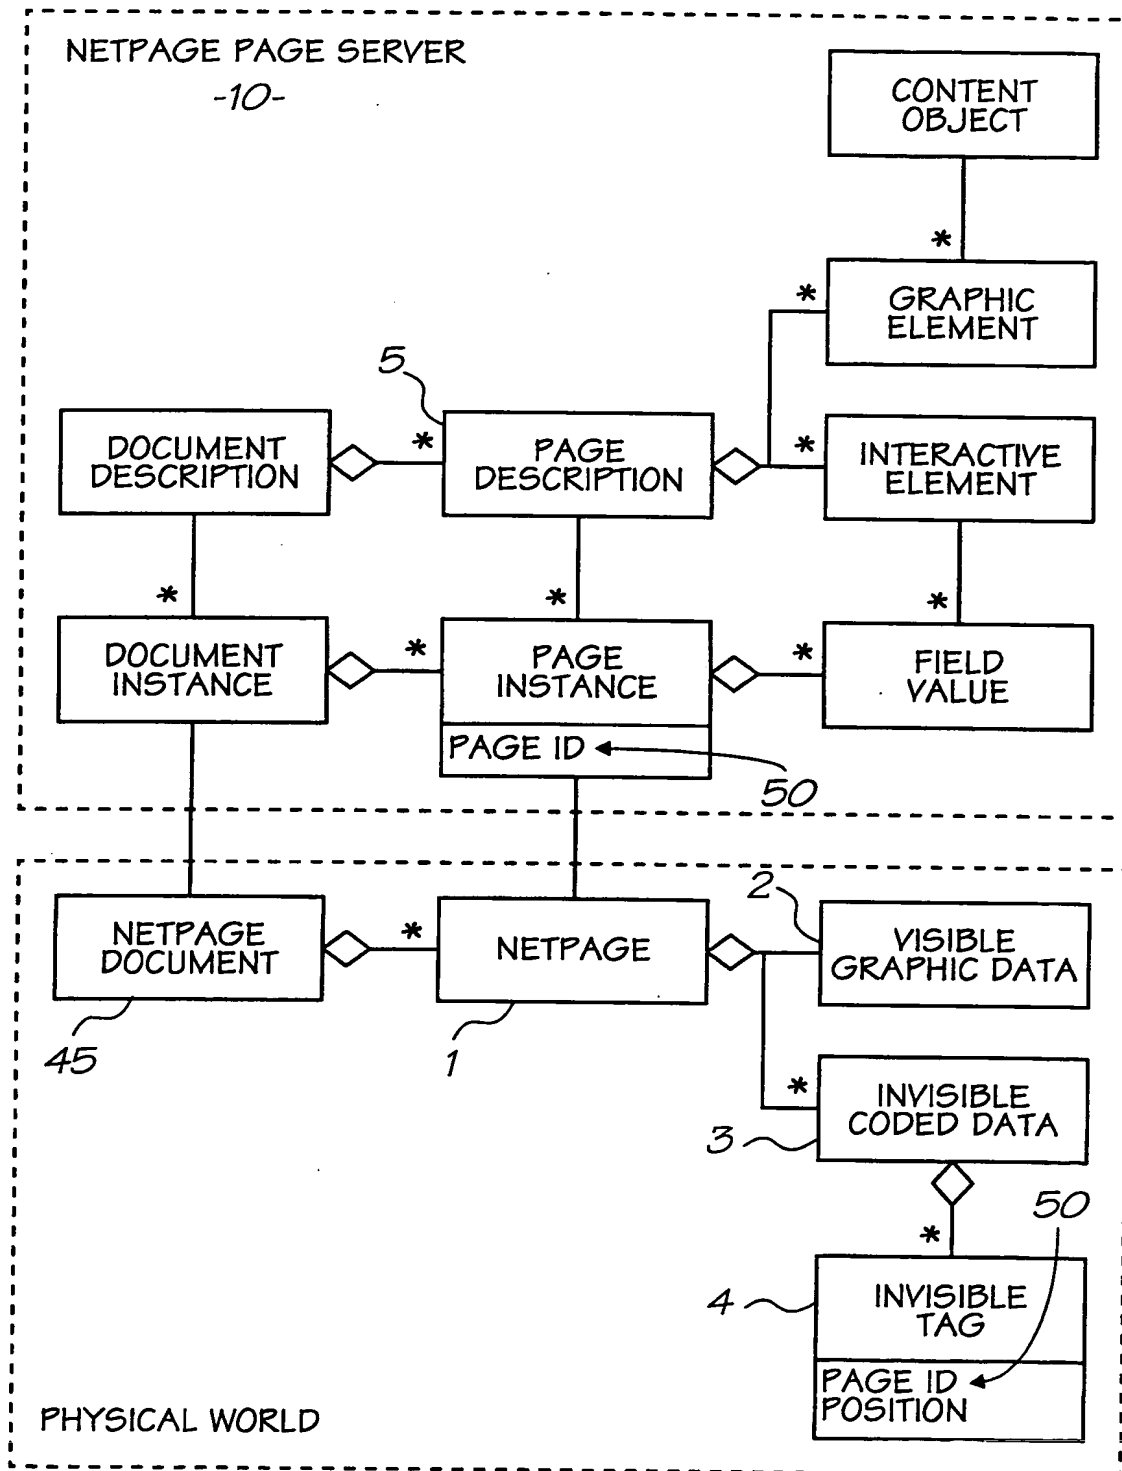 NETPAGE PAGE SERVER
-10-
CONTENT
OBJECT
*
GRAPHIC
ELEMENT
*
5
DOCUMENT
DESCRIPTION
*
PAGE
DESCRIPTION
*
INTERACTIVE
ELEMENT
*
*
*
DOCUMENT
INSTANCE
*
PAGE
INSTANCE
*
FIELD
VALUE
PAGE ID
50
NETPAGE
DOCUMENT
*
NETPAGE
2
VISIBLE
GRAPHIC DATA
45
1
*
INVISIBLE
CODED DATA
3
*
50
4
INVISIBLE
TAG
PAGE ID
POSITION
PHYSICAL WORLD